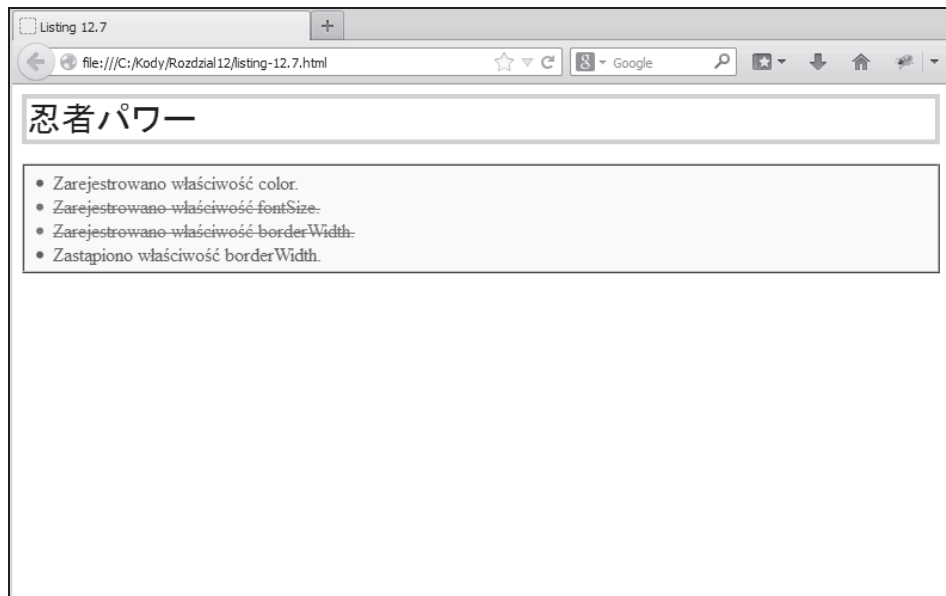 Listing 12.7
file:///C:/Kody/Rozdzial12/listing-12.7.html
Google
忍者パワー
Zarejestrowano właściwość color.
Zarejestrowano właściwość fontSize.
Zarejestrowano właściwość borderWidth.
Zastąpiono właściwość borderWidth.